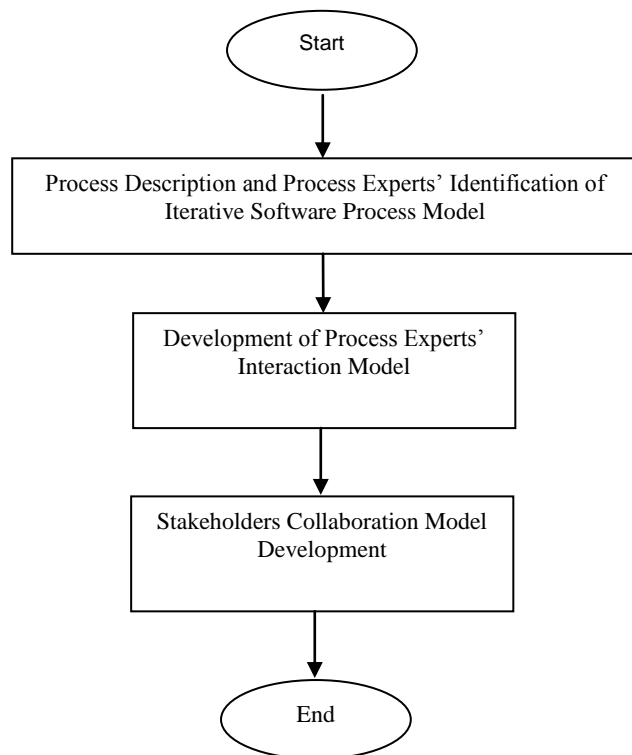 Start
Process Description and Process Experts’ Identification of
Iterative Software Process Model
Development of Process Experts’
Interaction Model
Stakeholders Collaboration Model
Development
End